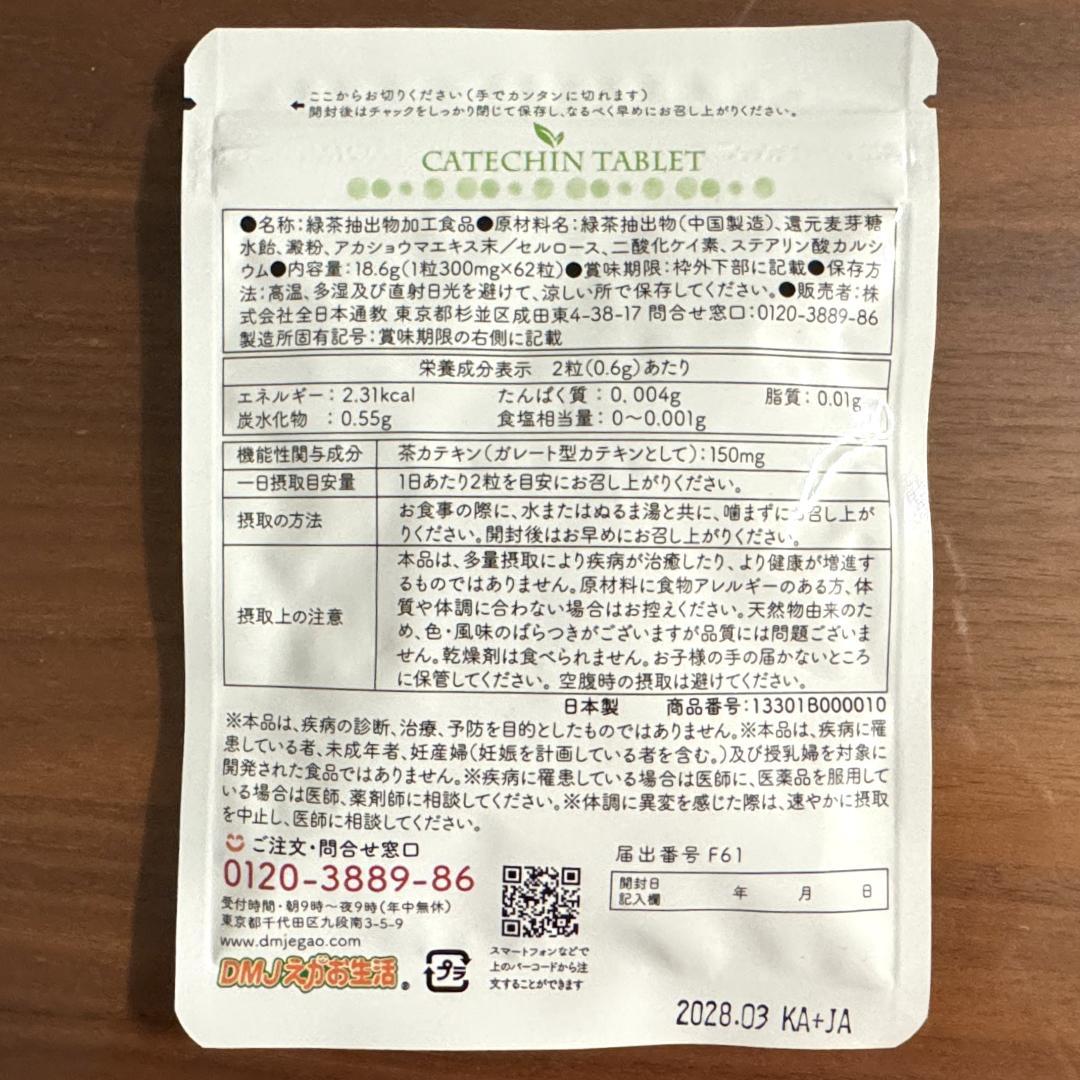 ここからお切りください(手でカンタンに切れます)
開封後はチャックをしっかり閉じて保存し、なるべく早めにお召し上がりください。
CATECHIN TABLET
●名称:緑茶抽出物加工食品●原材料名:緑茶抽出物(中国製造)、還元麦芽糖
水飴、澱粉、アカショウマエキス末/セルロース、二酸化ケイ素、ステアリン酸カルシ
ウム●内容量:18.6g(1粒300mg×62粒)●賞味期限:枠外下部に記載●保存方
法:高温、多湿及び直射日光を避けて、涼しい所で保存してください。●販売者:株
式会社全日本通教 東京都杉並区成田東4-38-17 問合せ窓口:0120-3889-86
製造所固有記号:賞味期限の右側に記載
栄養成分表示 2粒(0.6g)あたり
エネルギー:2.31kcal たんぱく質:0.004g 脂質:0.01g
炭水化物 :0.55g 食塩相当量:0～0.001g
機能性関与成分 茶カテキン(ガレート型カテキンとして):150mg
一日摂取目安量 1日あたり2粒を目安にお召し上がりください。
摂取の方法 お食事の際に、水またはぬるま湯と共に、噛まずにお召し上が
りください。開封後はお早めにお召し上がりください。
摂取上の注意 本品は、多量摂取により疾病が治癒したり、より健康が増進す
るものではありません。原材料に食物アレルギーのある方、体
質や体調に合わない場合はお控えください。天然物由来のた
め、色・風味のばらつきがございますが品質には問題ございま
せん。乾燥剤は食べられません。お子様の手の届かないところ
に保管してください。 空腹時の摂取は避けてください。
日本製 商品番号:13301B000010
※本品は、疾病の診断、治療、予防を目的としたものではありません。※本品は、疾病に罹
患している者、未成年者、妊産婦(妊娠を計画している者を含む。)及び授乳婦を対象に
開発された食品ではありません。※疾病に罹患している場合は医師に、医薬品を服用して
いる場合は医師、薬剤師に相談してください。※体調に異変を感じた際は、速やかに摂取
を中止し、医師に相談してください。
ご注文・問合せ窓口
0120-3889-86
受付時間・朝9時～夜9時(年中無休)
東京都千代田区九段南3-5-9
www.dmjegao.com
DMJえがお生活®
プラ
スマートフォンなどで
上のバーコードから注
文することができます
届出番号 F61
開封日
記入欄 年 月 日
2028.03 KA+JA